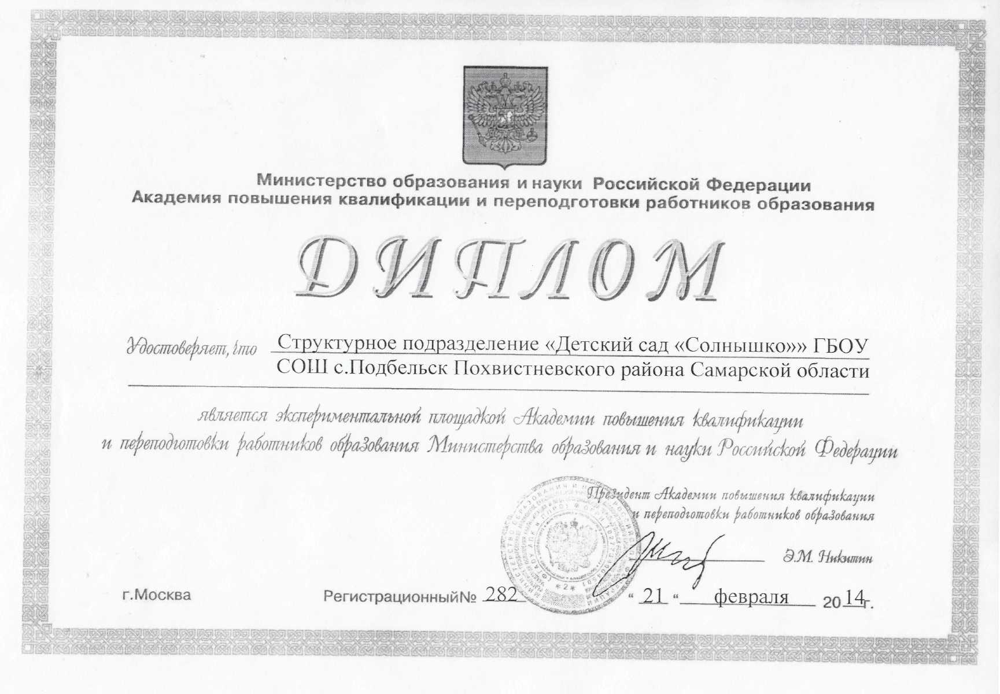 Министерство образования и науки Российской Федерации
Академия повышения квалификации и переподготовки работников образования
ДИПЛОМ
Удостоверяет, что Структурное подразделение «Детский сад «Солнышко»» ГБОУ
СОШ с.Подбельск Похвистневского района Самарской области
является экспериментальной площадкой Академии повышения квалификации
и переподготовки работников образования Министерства образования и науки Российской Федерации
Президент Академии повышения квалификации
и переподготовки работников образования
Э.М. Никитин
г.Москва Регистрационный№ 282 “ 21 “ февраля 2014г.